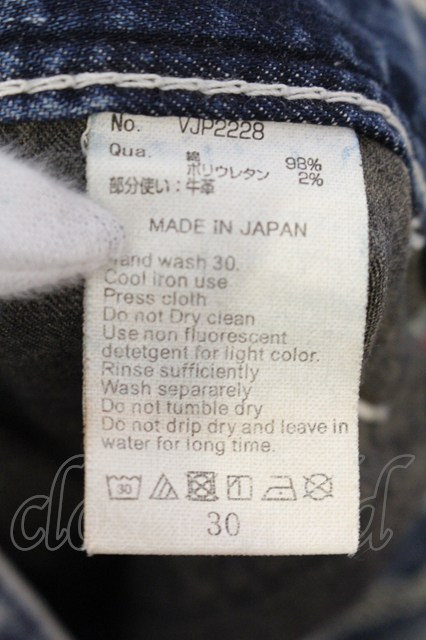 No. VJP2228
Qua. 綿 98%
ポリウレタン 2%
部分使い:牛革
MADE iN JAPAN
and wash 30.
Cool iron use
Press cloth
Do not Dry clean
Use non fluorescent
detetgent for light color.
Rinse sufficiently
Wash separarely
Do not tumble dry
Do not drip dry and leave in
water for long time.
30
30